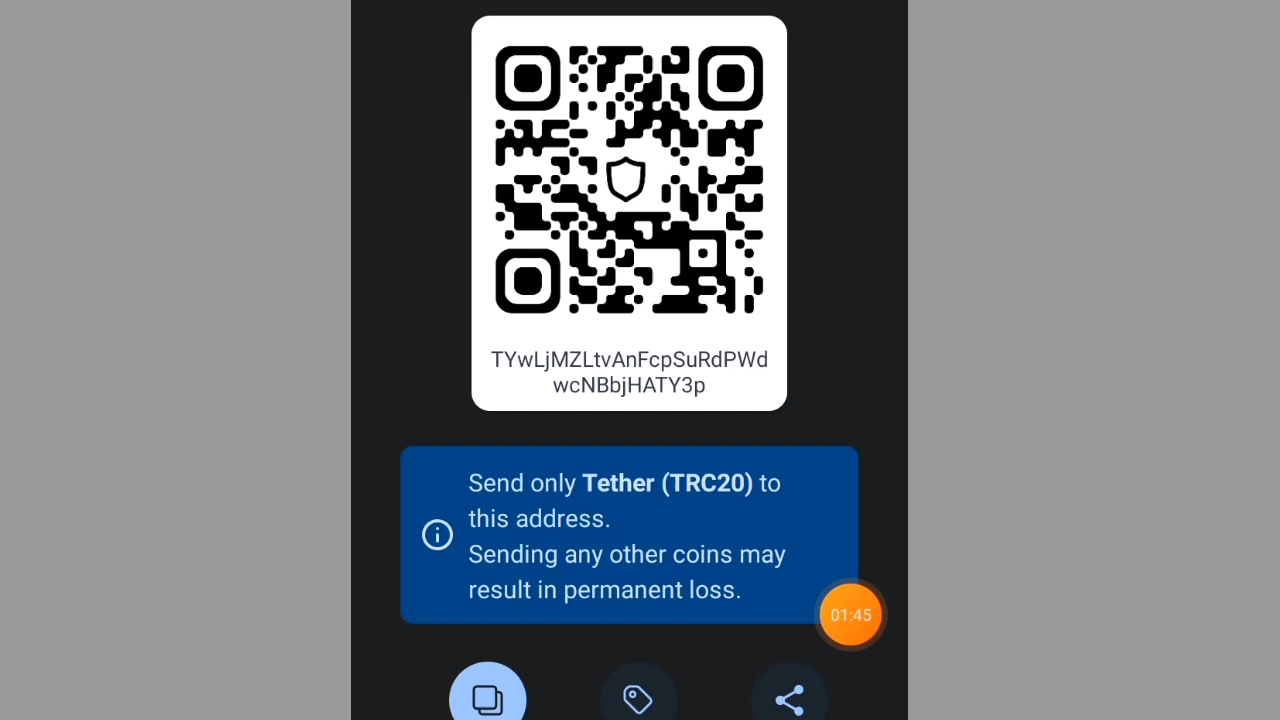 TYwLjMZLtvAnFcpSuRdPWd
wcNBbjHATY3p
Send only Tether (TRC20) to
this address.
Sending any other coins may
result in permanent loss.
01:45